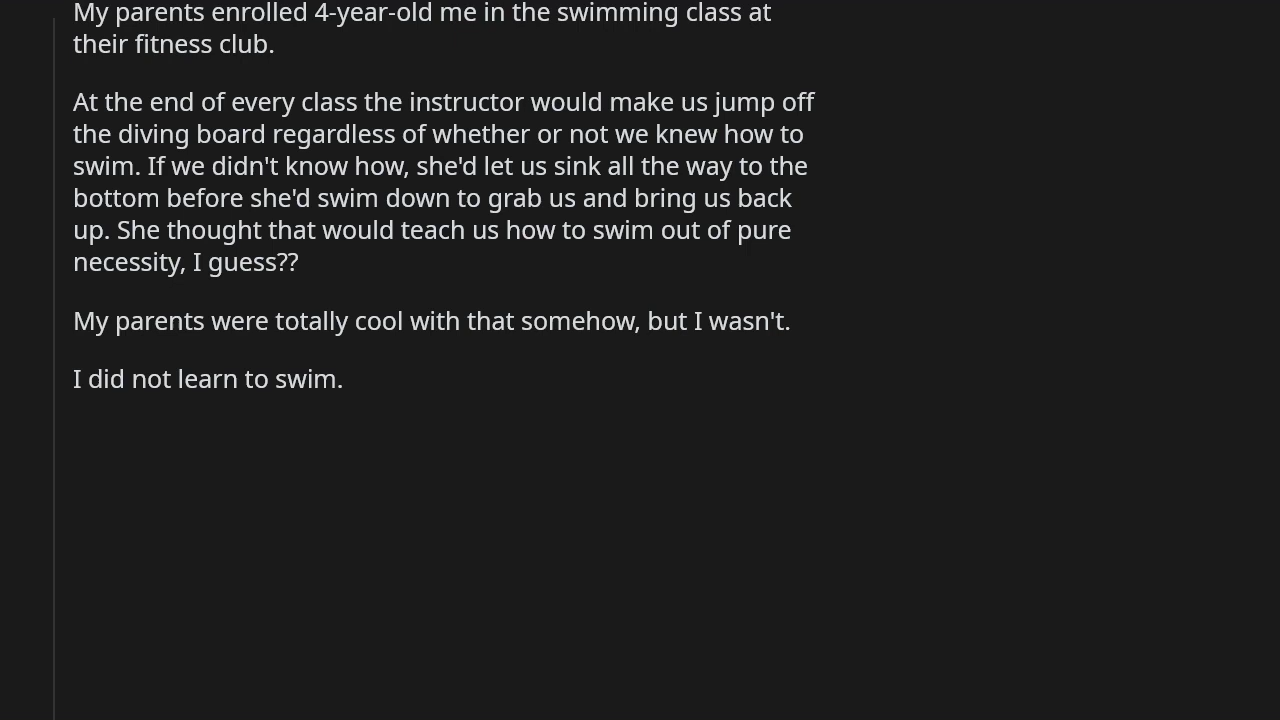 My parents enrolled 4-year-old me in the swimming class at
their fitness club.
At the end of every class the instructor would make us jump off
the diving board regardless of whether or not we knew how to
swim. If we didn't know how, she'd let us sink all the way to the
bottom before she'd swim down to grab us and bring us back
up. She thought that would teach us how to swim out of pure
necessity, I guess??
My parents were totally cool with that somehow, but I wasn't.
I did not learn to swim.